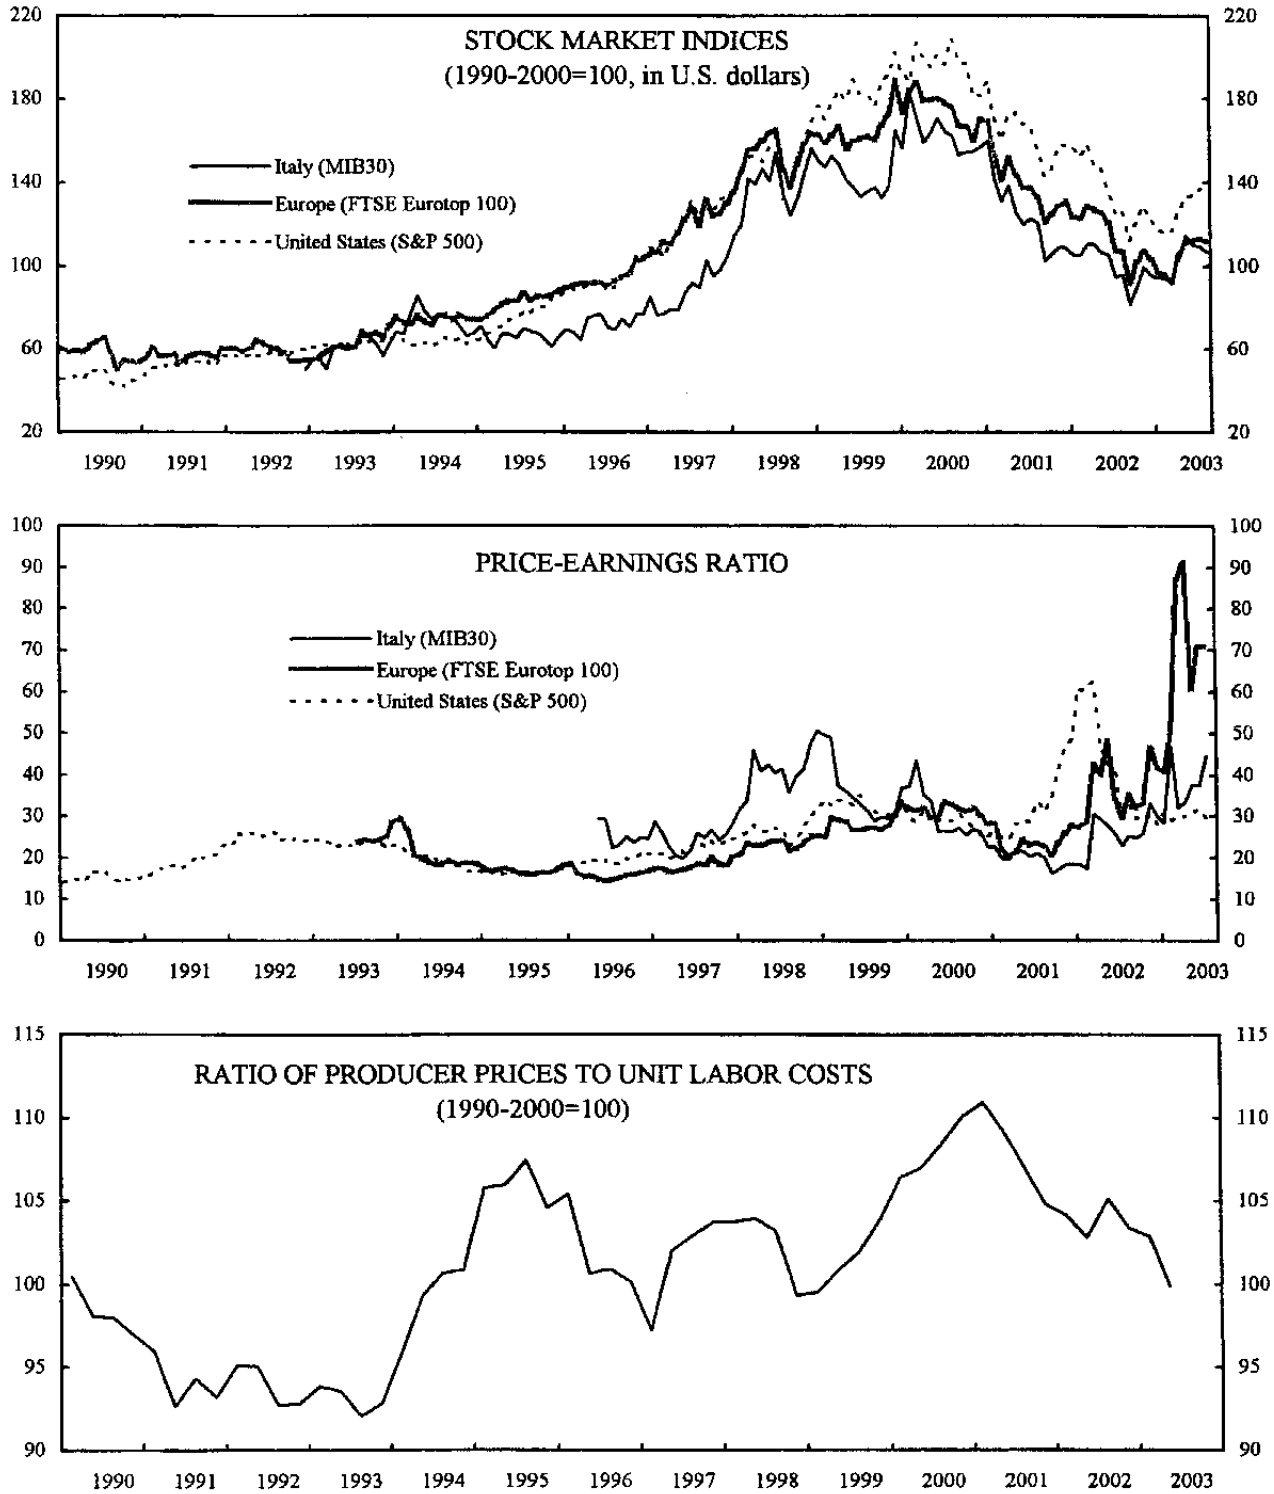 STOCK MARKET INDICES
(1990-2000=100, in U.S. dollars)
220 220
180 180
140 140
100 100
60 60
20 20
Italy (MIB30)
Europe (FTSE Eurotop 100)
United States (S&P 500)
1990 1991 1992 1993 1994 1995 1996 1997 1998 1999 2000 2001 2002 2003
PRICE-EARNINGS RATIO
100 100
90 90
80 80
70 70
60 60
50 50
40 40
30 30
20 20
10 10
0 0
Italy (MIB30)
Europe (FTSE Eurotop 100)
United States (S&P 500)
1990 1991 1992 1993 1994 1995 1996 1997 1998 1999 2000 2001 2002 2003
RATIO OF PRODUCER PRICES TO UNIT LABOR COSTS
(1990-2000=100)
115 115
110 110
105 105
100 100
95 95
90 90
1990 1991 1992 1993 1994 1995 1996 1997 1998 1999 2000 2001 2002 2003